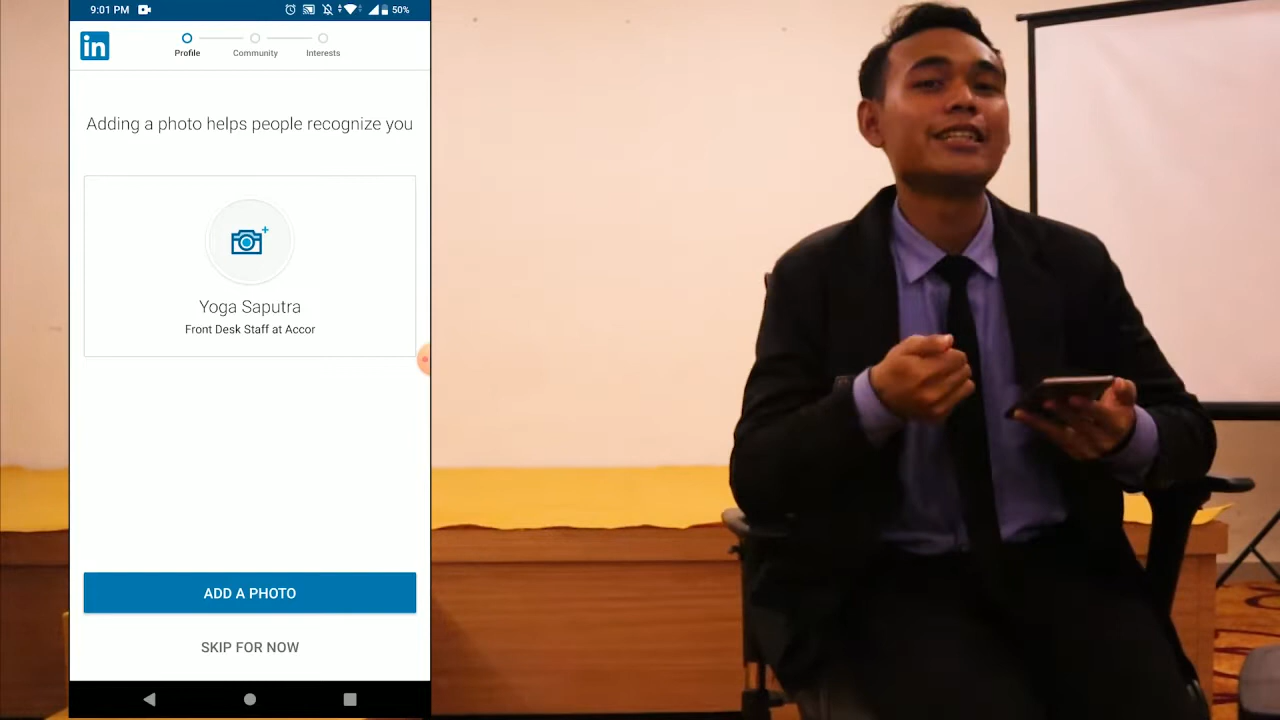 9:01 PM
50%
in
Profile
Community
Interests
Adding a photo helps people recognize you
Yoga Saputra
Front Desk Staff at Accor
ADD A PHOTO
SKIP FOR NOW